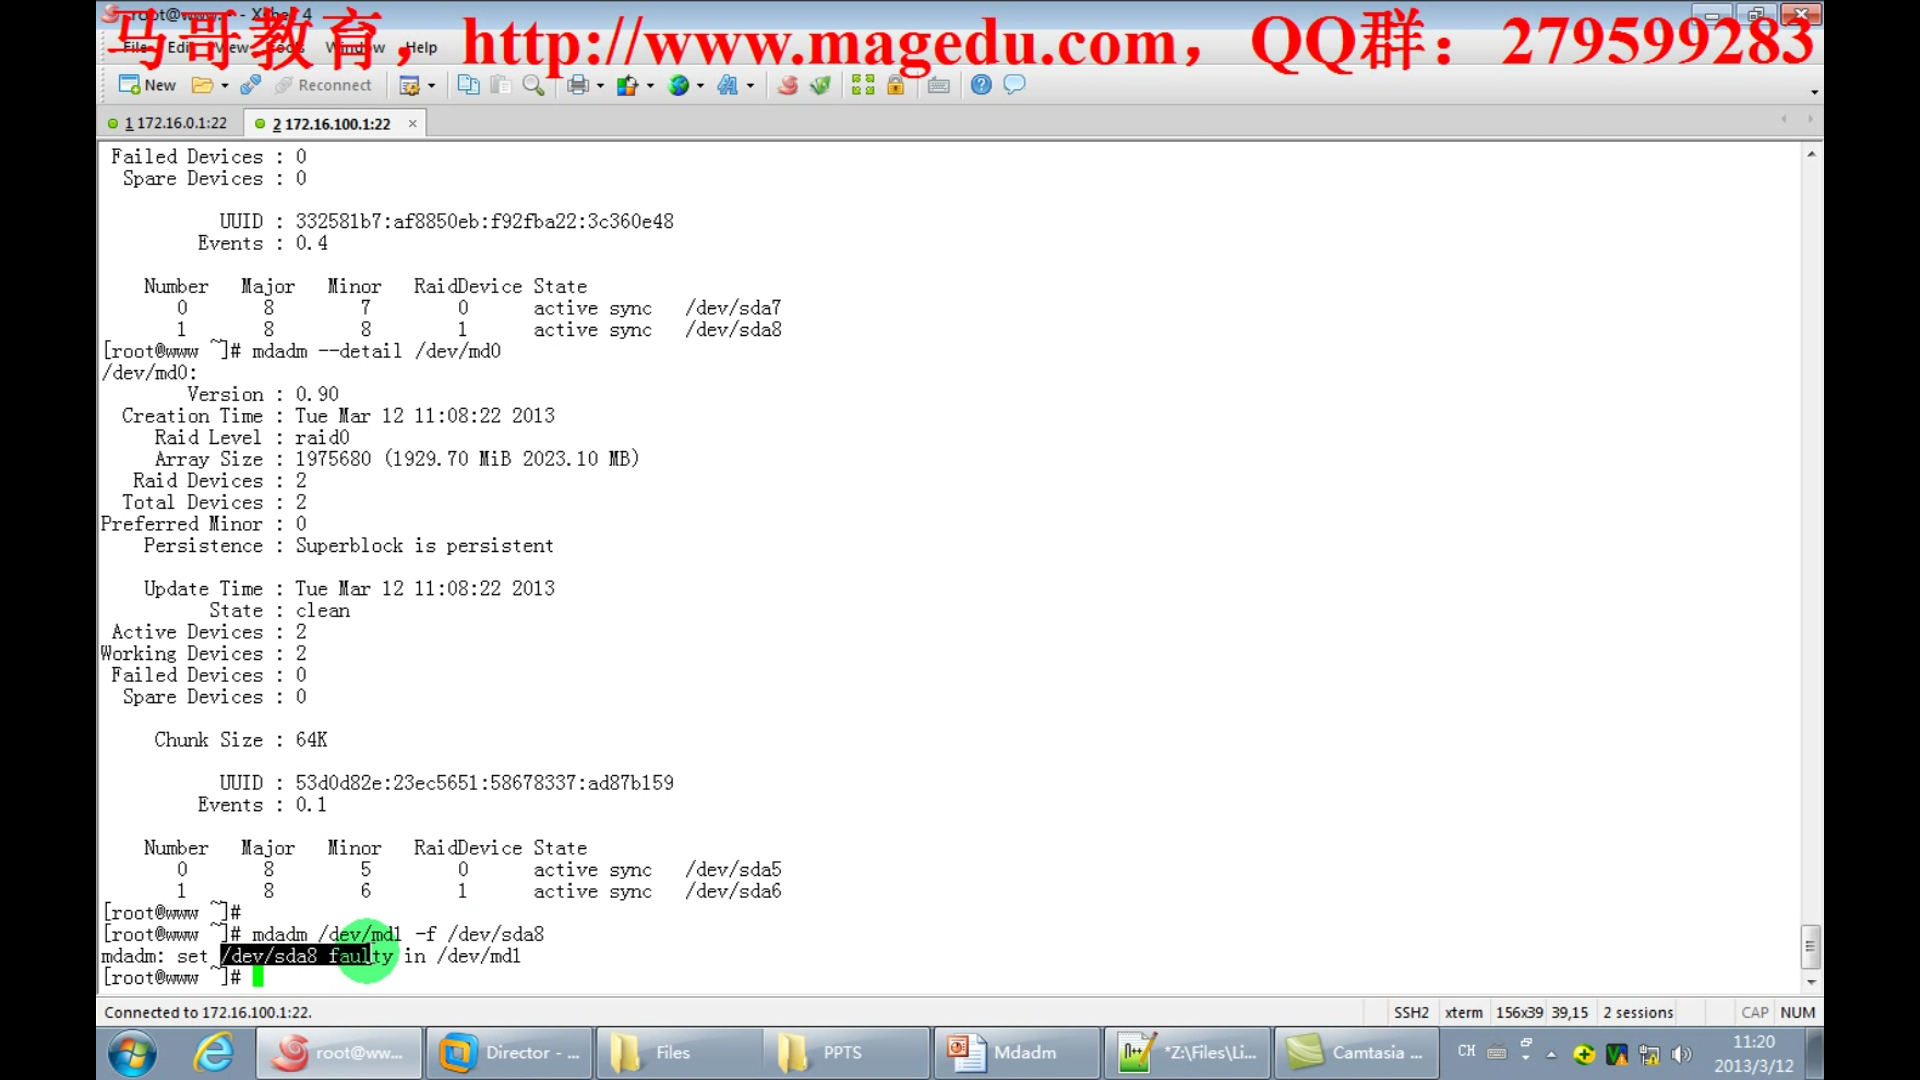 root@www:~ - Xshell 4
马哥教育，http://www.magedu.com，QQ群：279599283
File Edit View Tools Window Help
New Reconnect
1 172.16.0.1:22 2 172.16.100.1:22
Failed Devices : 0
Spare Devices : 0
UUID : 332581b7:af8850eb:f92fba22:3c360e48
Events : 0.4
Number Major Minor RaidDevice State
0 8 7 0 active sync /dev/sda7
1 8 8 1 active sync /dev/sda8
[root@www ~]# mdadm --detail /dev/md0
/dev/md0:
Version : 0.90
Creation Time : Tue Mar 12 11:08:22 2013
Raid Level : raid0
Array Size : 1975680 (1929.70 MiB 2023.10 MB)
Raid Devices : 2
Total Devices : 2
Preferred Minor : 0
Persistence : Superblock is persistent
Update Time : Tue Mar 12 11:08:22 2013
State : clean
Active Devices : 2
Working Devices : 2
Failed Devices : 0
Spare Devices : 0
Chunk Size : 64K
UUID : 53d0d82e:23ec5651:58678337:ad87b159
Events : 0.1
Number Major Minor RaidDevice State
0 8 5 0 active sync /dev/sda5
1 8 6 1 active sync /dev/sda6
[root@www ~]#
[root@www ~]# mdadm /dev/md1 -f /dev/sda8
mdadm: set /dev/sda8 faulty in /dev/md1
[root@www ~]#
Connected to 172.16.100.1:22. SSH2 xterm 156x39 39,15 2 sessions CAP NUM
root@ww... Director - ... Files PPTS Mdadm *Z:\Files\Li... Camtasia ... CH 11:20
2013/3/12